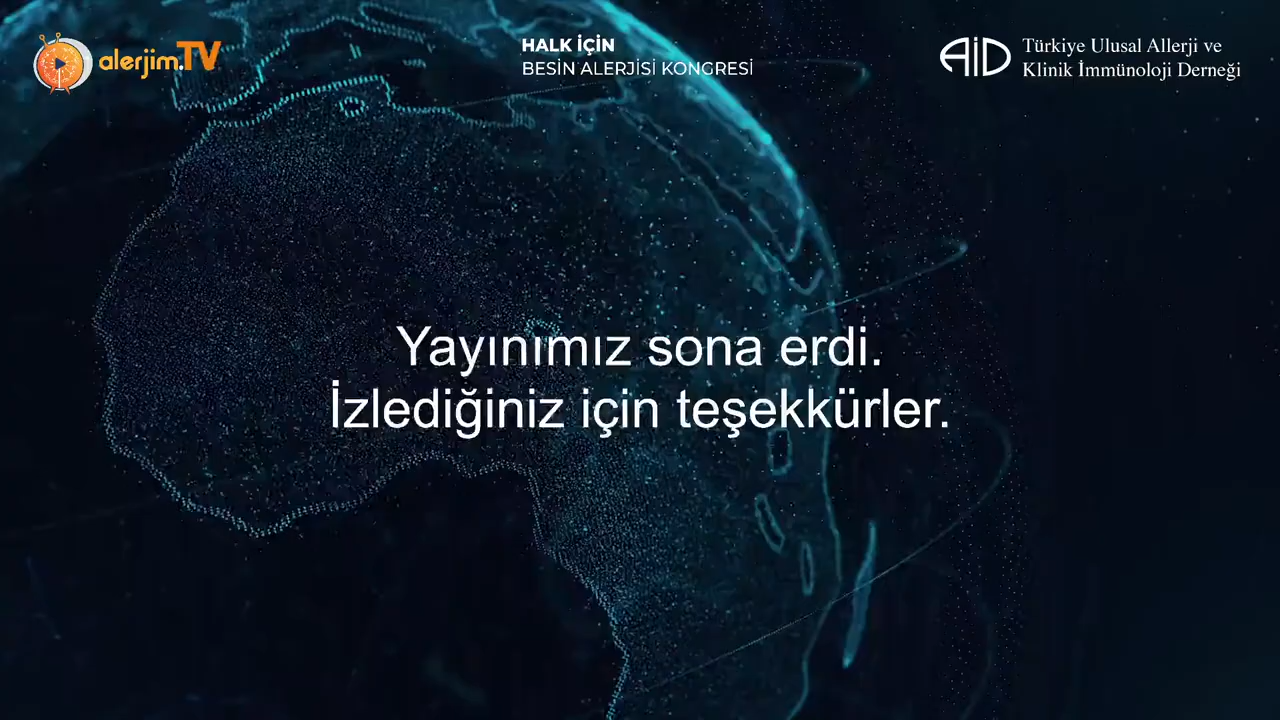 alerjim.TV
HALK İÇİN
BESİN ALERJİSİ KONGRESİ
AİD
Türkiye Ulusal Allerji ve
Klinik İmmünoloji Derneği
Yayınımız sona erdi.
İzlediğiniz için teşekkürler.